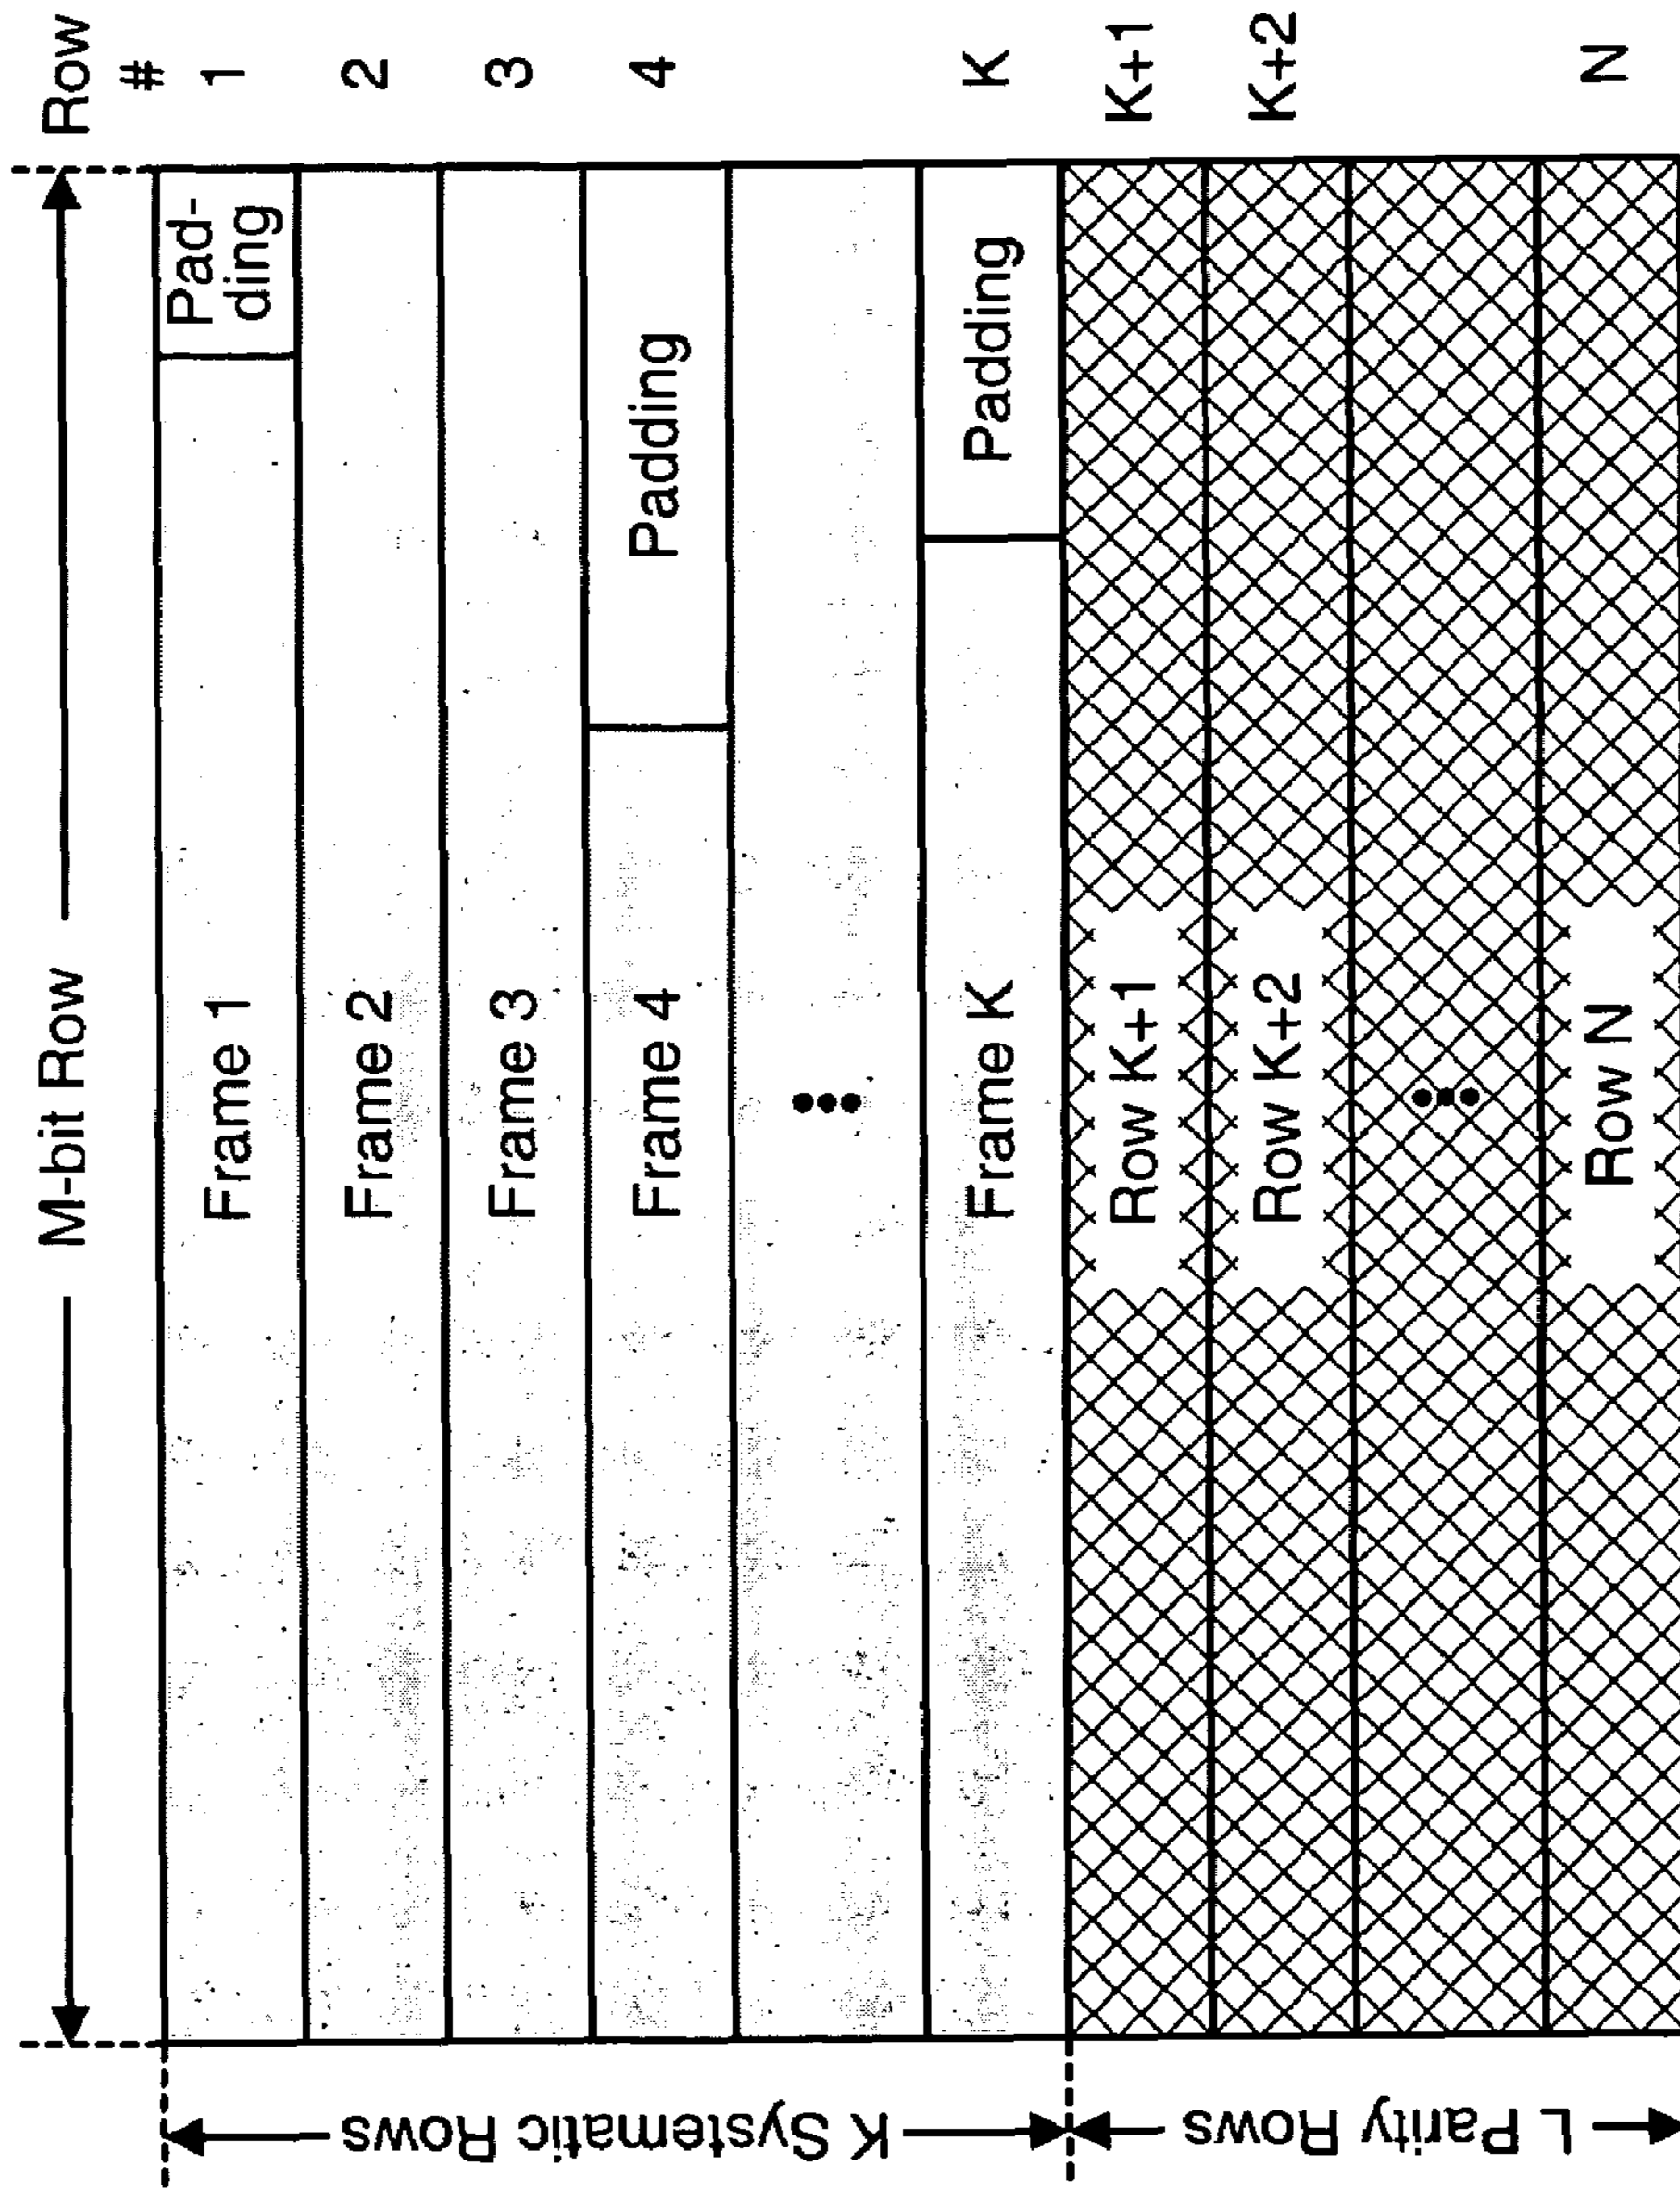 M-bit Row
Row
#
Frame 1
Pad-
ding
1
Frame 2
2
Frame 3
3
Frame 4
Padding
4
•••
Frame K
Padding
K
Row K+1
K+1
Row K+2
K+2
•••
Row N
N
K Systematic Rows
L Parity Rows